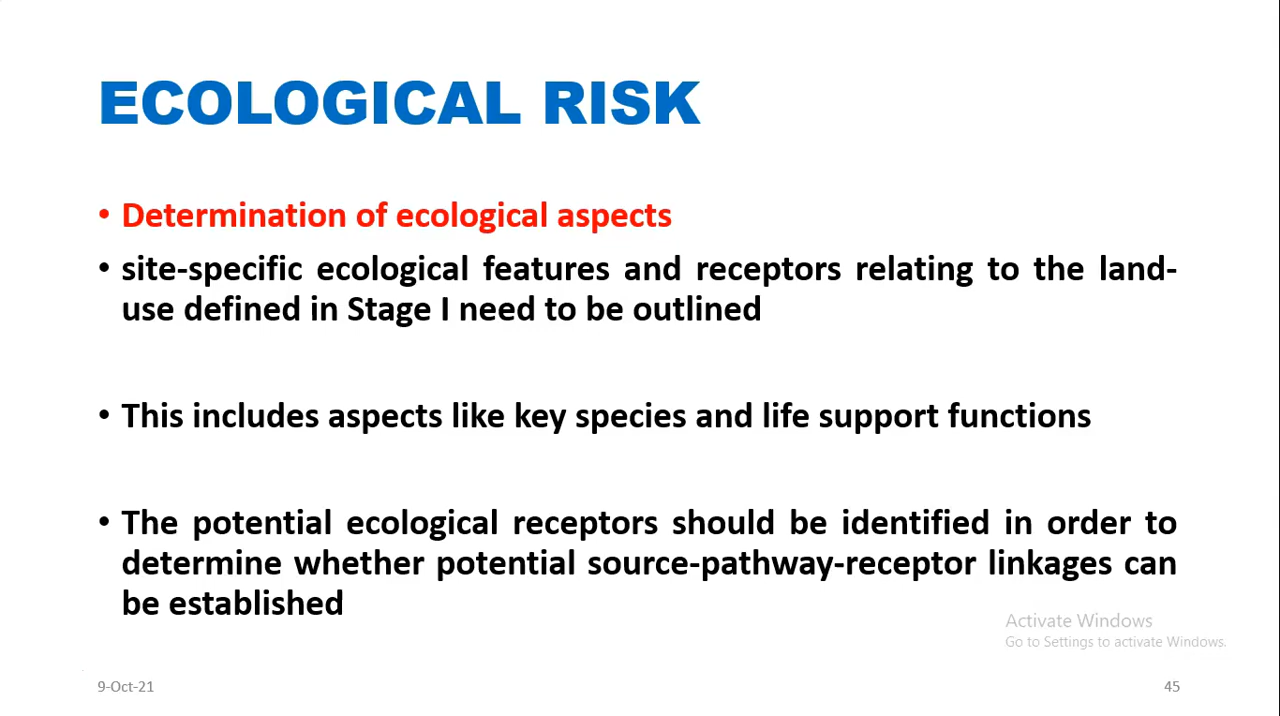 ECOLOGICAL RISK
• Determination of ecological aspects
• site-specific ecological features and receptors relating to the land-
use defined in Stage I need to be outlined
• This includes aspects like key species and life support functions
• The potential ecological receptors should be identified in order to
determine whether potential source-pathway-receptor linkages can
be established
Activate Windows
Go to Settings to activate Windows.
9-Oct-21
45